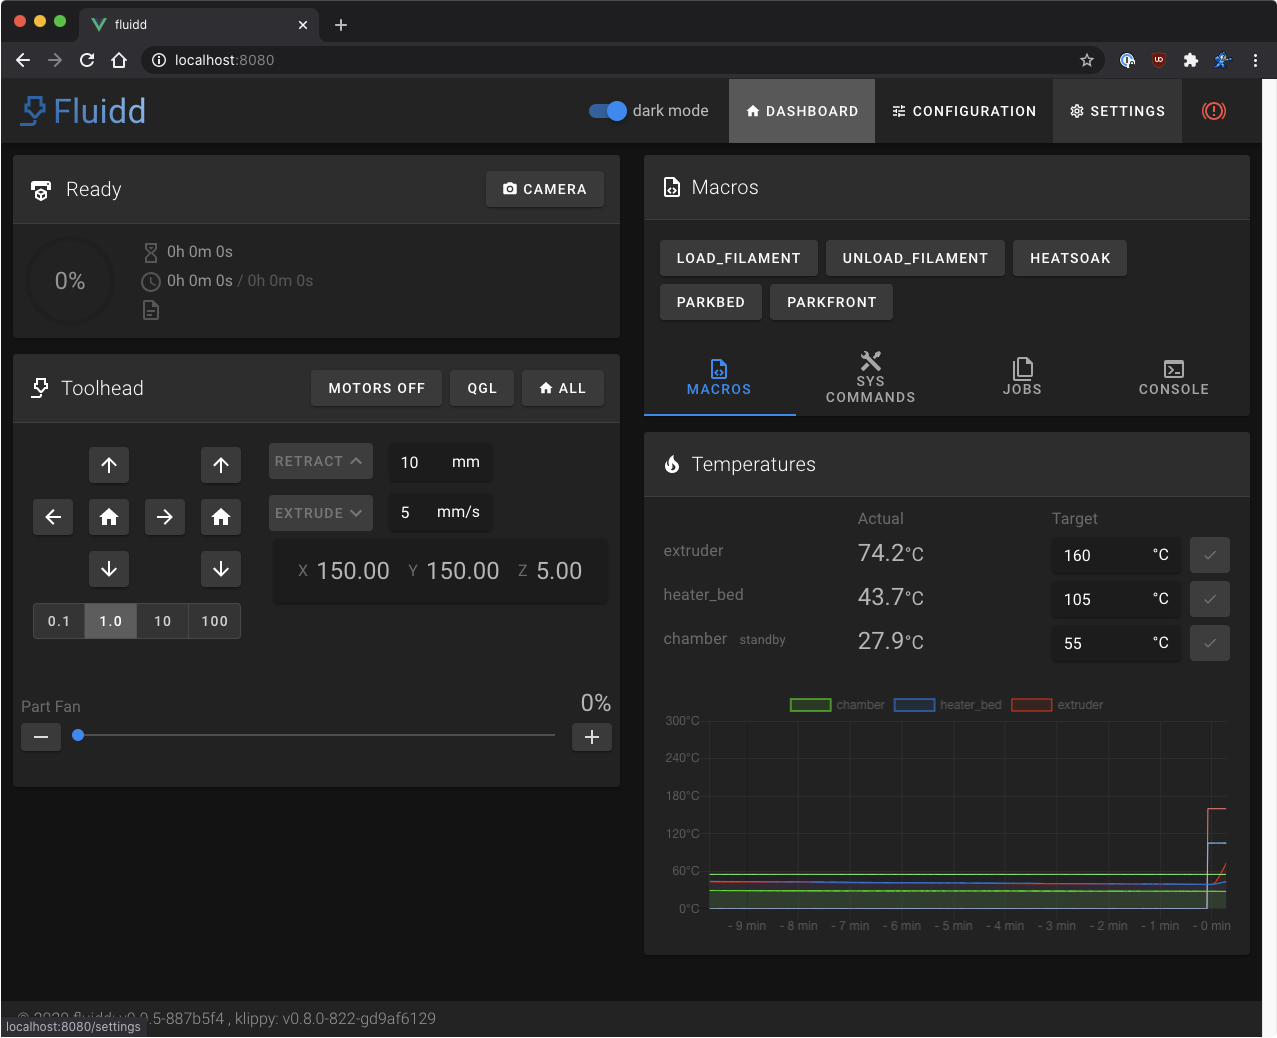 fluidd
localhost:8080
Fluidd
dark mode
DASHBOARD
CONFIGURATION
SETTINGS
Ready
CAMERA
0%
0h 0m 0s
0h 0m 0s / 0h 0m 0s
Toolhead
MOTORS OFF
QGL
ALL
RETRACT
10 mm
EXTRUDE
5 mm/s
X 150.00 Y 150.00 Z 5.00
0.1 1.0 10 100
Part Fan
0%
Macros
LOAD_FILAMENT
UNLOAD_FILAMENT
HEATSOAK
PARKBED
PARKFRONT
MACROS
SYS
COMMANDS
JOBS
CONSOLE
Temperatures
Actual Target
extruder 74.2°C 160 °C
heater_bed 43.7°C 105 °C
chamber standby 27.9°C 55 °C
chamber heater_bed extruder
300°C
240°C
180°C
120°C
60°C
0°C
- 9 min - 8 min - 7 min - 6 min - 5 min - 4 min - 3 min - 2 min - 1 min - 0 min
.5-887b5f4 , klippy: v0.8.0-822-gd9af6129
localhost:8080/settings